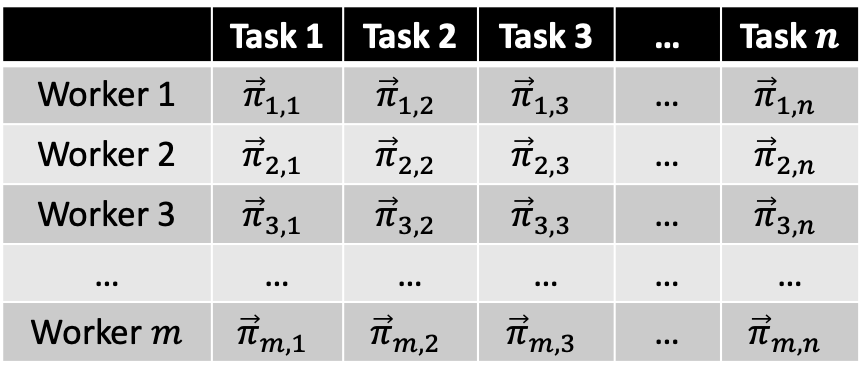 Task 1 Task 2 Task 3 … Task n
Worker 1 π⃗1,1 π⃗1,2 π⃗1,3 … π⃗1,n
Worker 2 π⃗2,1 π⃗2,2 π⃗2,3 … π⃗2,n
Worker 3 π⃗3,1 π⃗3,2 π⃗3,3 … π⃗3,n
… … … … … …
Worker m π⃗m,1 π⃗m,2 π⃗m,3 … π⃗m,n